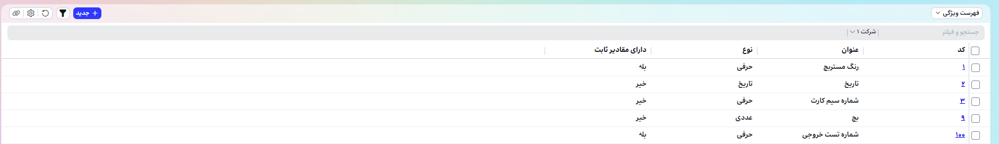 فهرست ویژگی
+ جدید
جستجو و فیلتر شرکت ۱
کد عنوان نوع دارای مقادیر ثابت
۱ رنگ مستربچ حرفی بله
۲ تاریخ تاریخ خیر
۳ شماره سیم کارت حرفی خیر
۹ بچ عددی خیر
۱۰۰ شماره تست خروجی حرفی بله